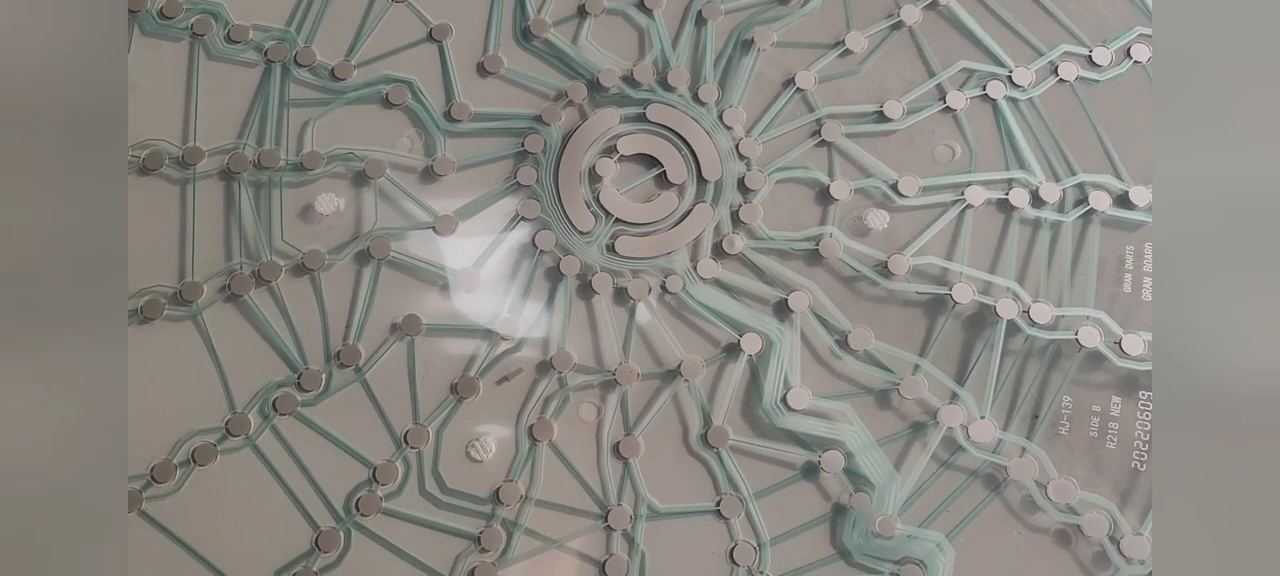 GRAN DARTS
GRAN BOARD
HJ-139
SIDE B
R218 NEW
20220609